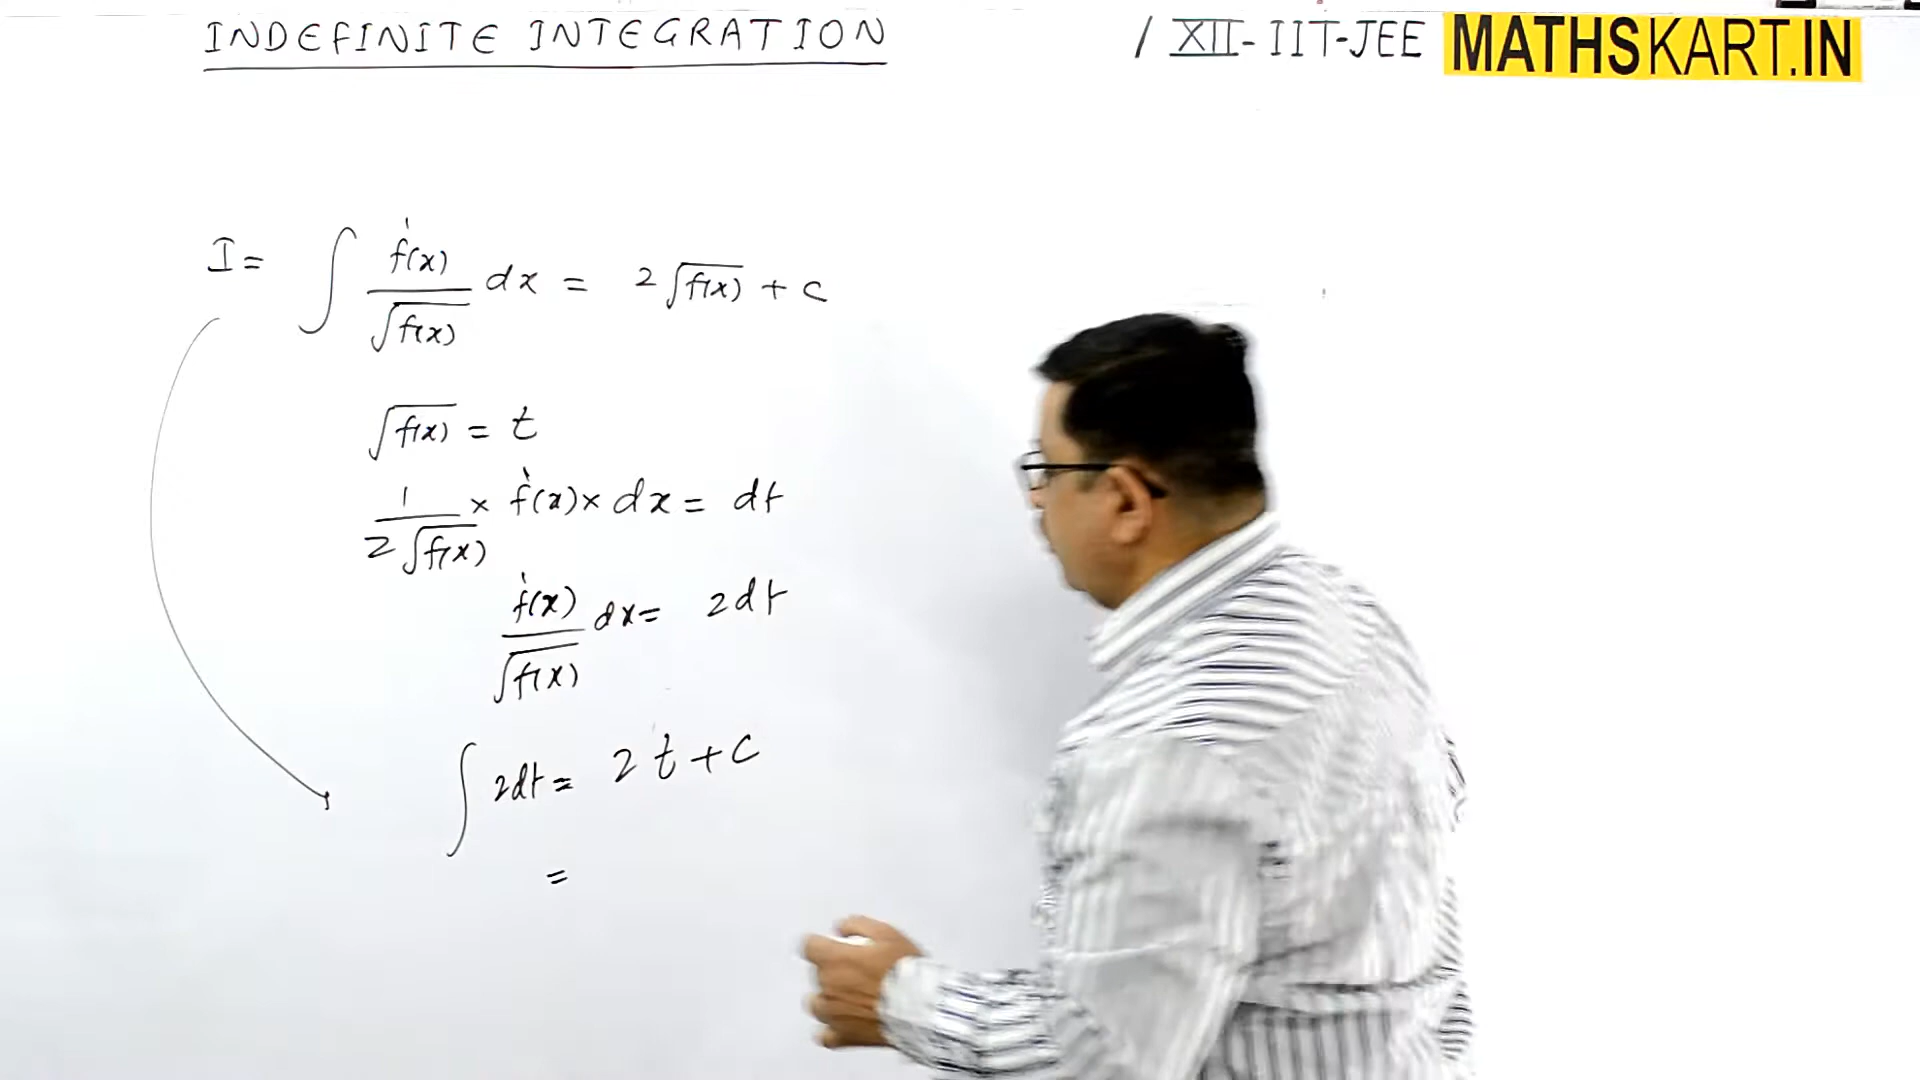 INDEFINITE INTEGRATION / XII-IIT-JEE MATHSKART.IN
I = ∫ f'(x)/√f(x) dx = 2√f(x) + c
√f(x) = t
1/2√f(x) × f'(x) × dx = dt
f'(x)/√f(x) dx = 2dt
∫ 2dt = 2t + c
=